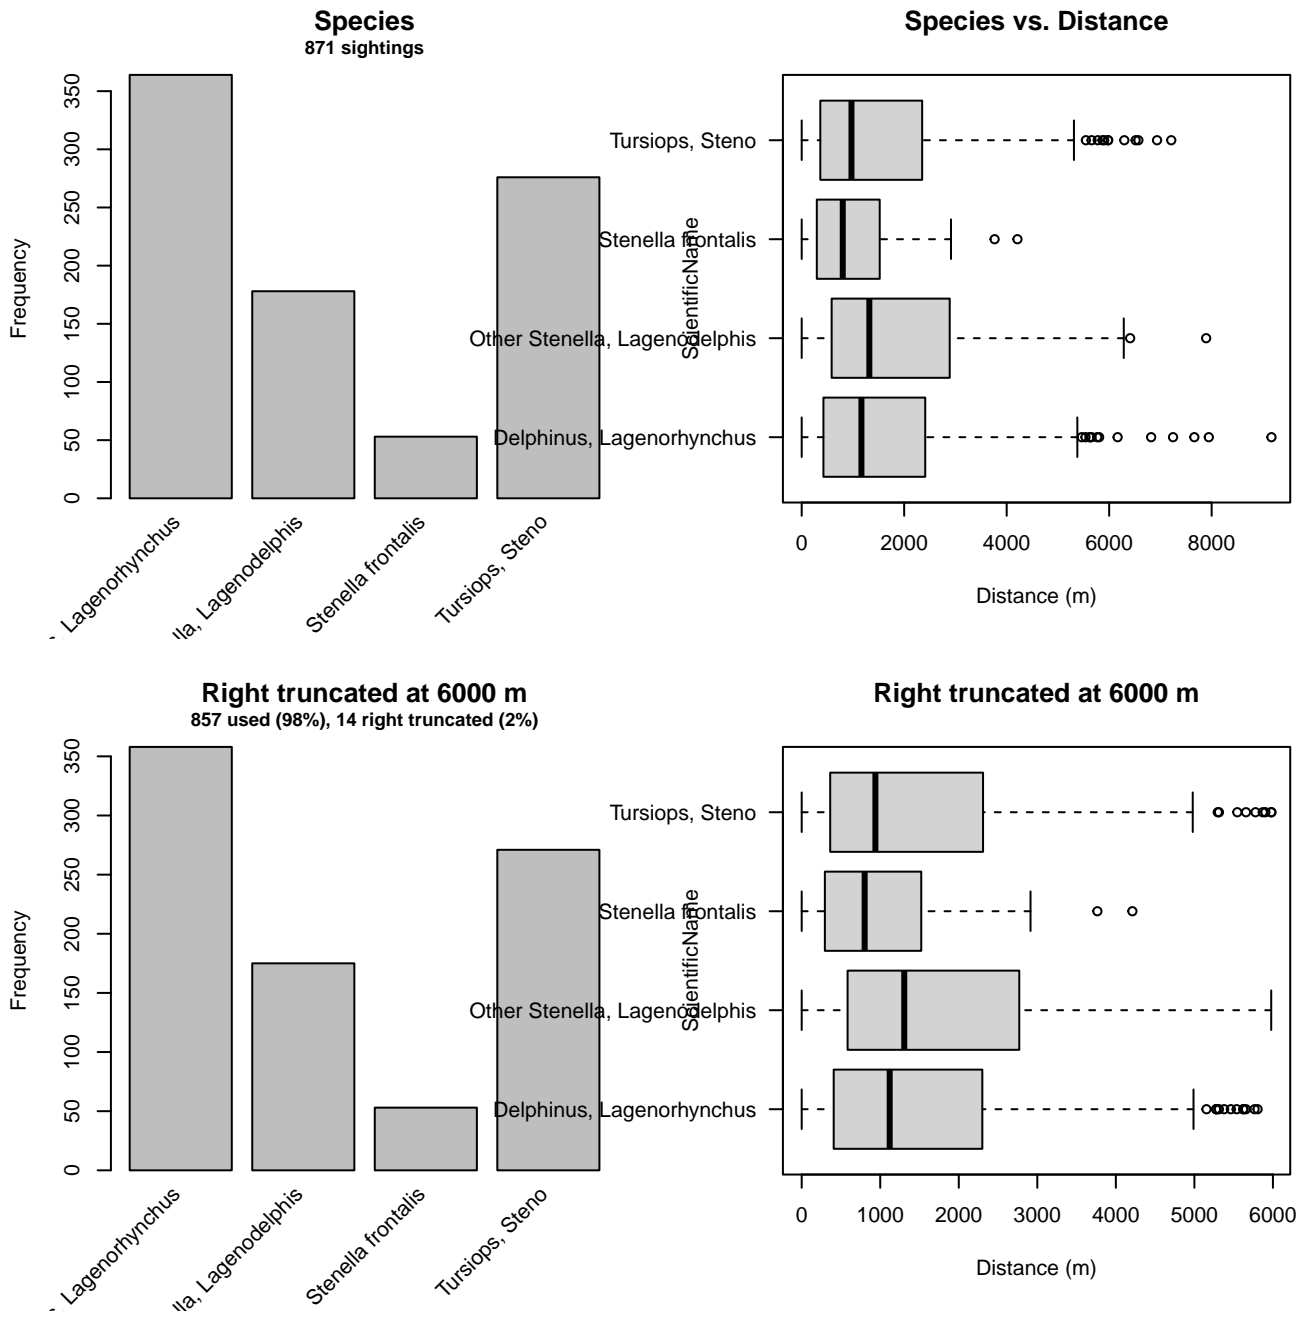 Species
871 sightings
Frequency
0 50 100 150 200 250 300 350
Lagenorhynchus
Lagenodelphis
Stenella frontalis
Tursiops, Steno
Species vs. Distance
ScientificName
Tursiops, Steno
Stenella frontalis
Other Stenella, Lagenodelphis
Delphinus, Lagenorhynchus
0 2000 4000 6000 8000
Distance (m)
Right truncated at 6000 m
857 used (98%), 14 right truncated (2%)
Frequency
0 50 100 150 200 250 300 350
Lagenorhynchus
Lagenodelphis
Stenella frontalis
Tursiops, Steno
Right truncated at 6000 m
ScientificName
Tursiops, Steno
Stenella frontalis
Other Stenella, Lagenodelphis
Delphinus, Lagenorhynchus
0 1000 2000 3000 4000 5000 6000
Distance (m)